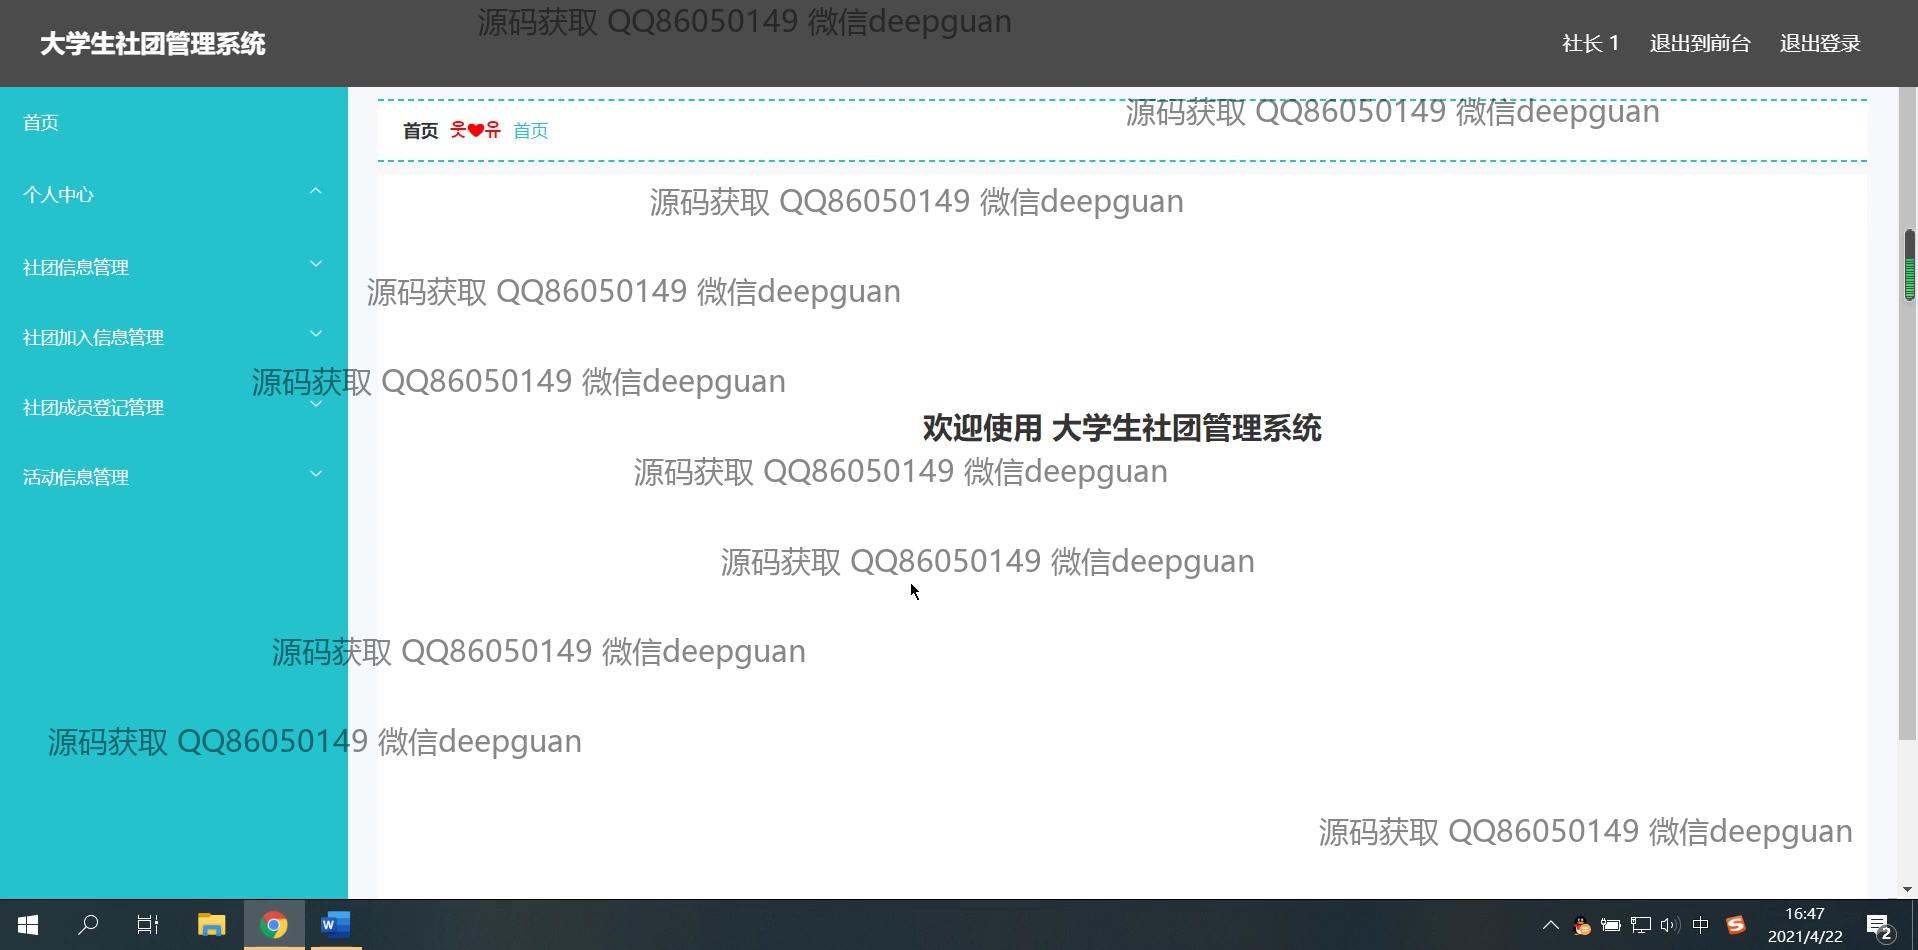 源码获取 QQ86050149 微信deepguan
大学生社团管理系统
社长 1 退出到前台 退出登录
源码获取 QQ86050149 微信deepguan
首页
首页 웃❤유 首页
个人中心
源码获取 QQ86050149 微信deepguan
社团信息管理
源码获取 QQ86050149 微信deepguan
社团加入信息管理
源码获取 QQ86050149 微信deepguan
社团成员登记管理
欢迎使用 大学生社团管理系统
活动信息管理
源码获取 QQ86050149 微信deepguan
源码获取 QQ86050149 微信deepguan
源码获取 QQ86050149 微信deepguan
源码获取 QQ86050149 微信deepguan
源码获取 QQ86050149 微信deepguan
W
中
S
16:47
2021/4/22
2